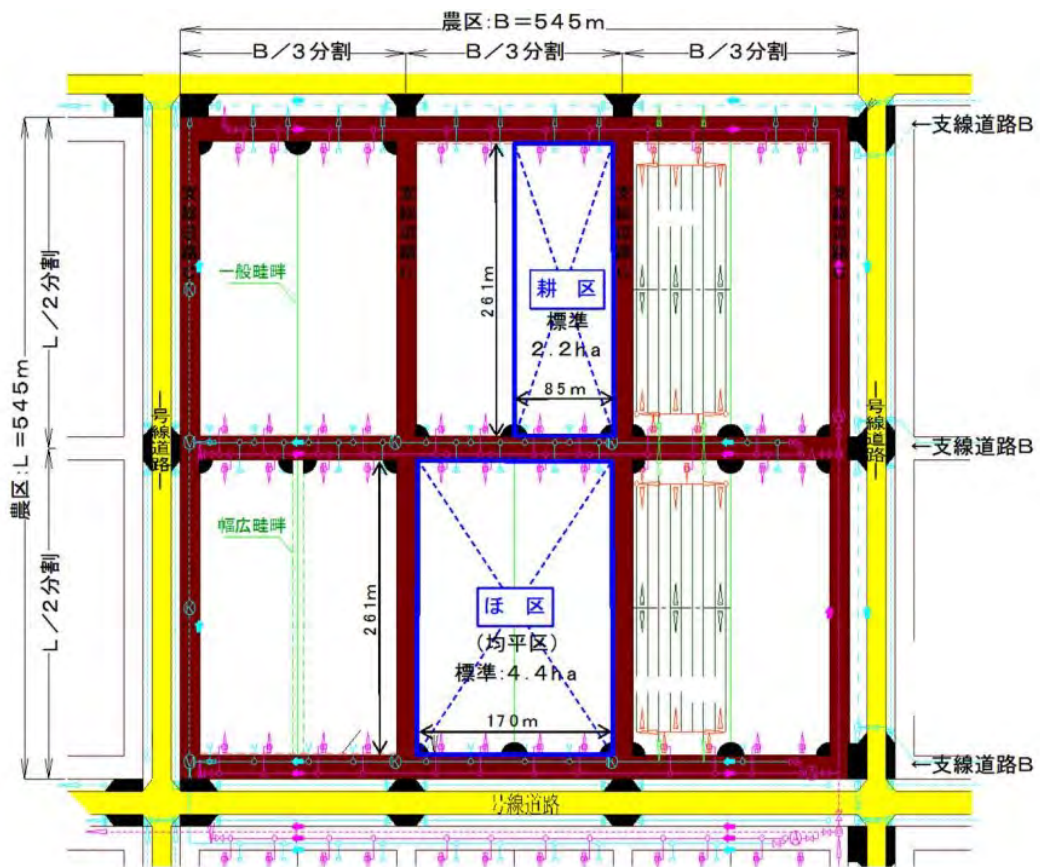 農区:B=545m
B/3分割
B/3分割
B/3分割
←支線道路B
農区:L=545m
L/2分割
一般畦畔
261m
耕 区
標準
2.2ha
85m
一号線道路
一号線道路
←支線道路B
L/2分割
幅広畦畔
261m
ほ 区
(均平区)
標準:4.4ha
170m
←支線道路B
号線道路